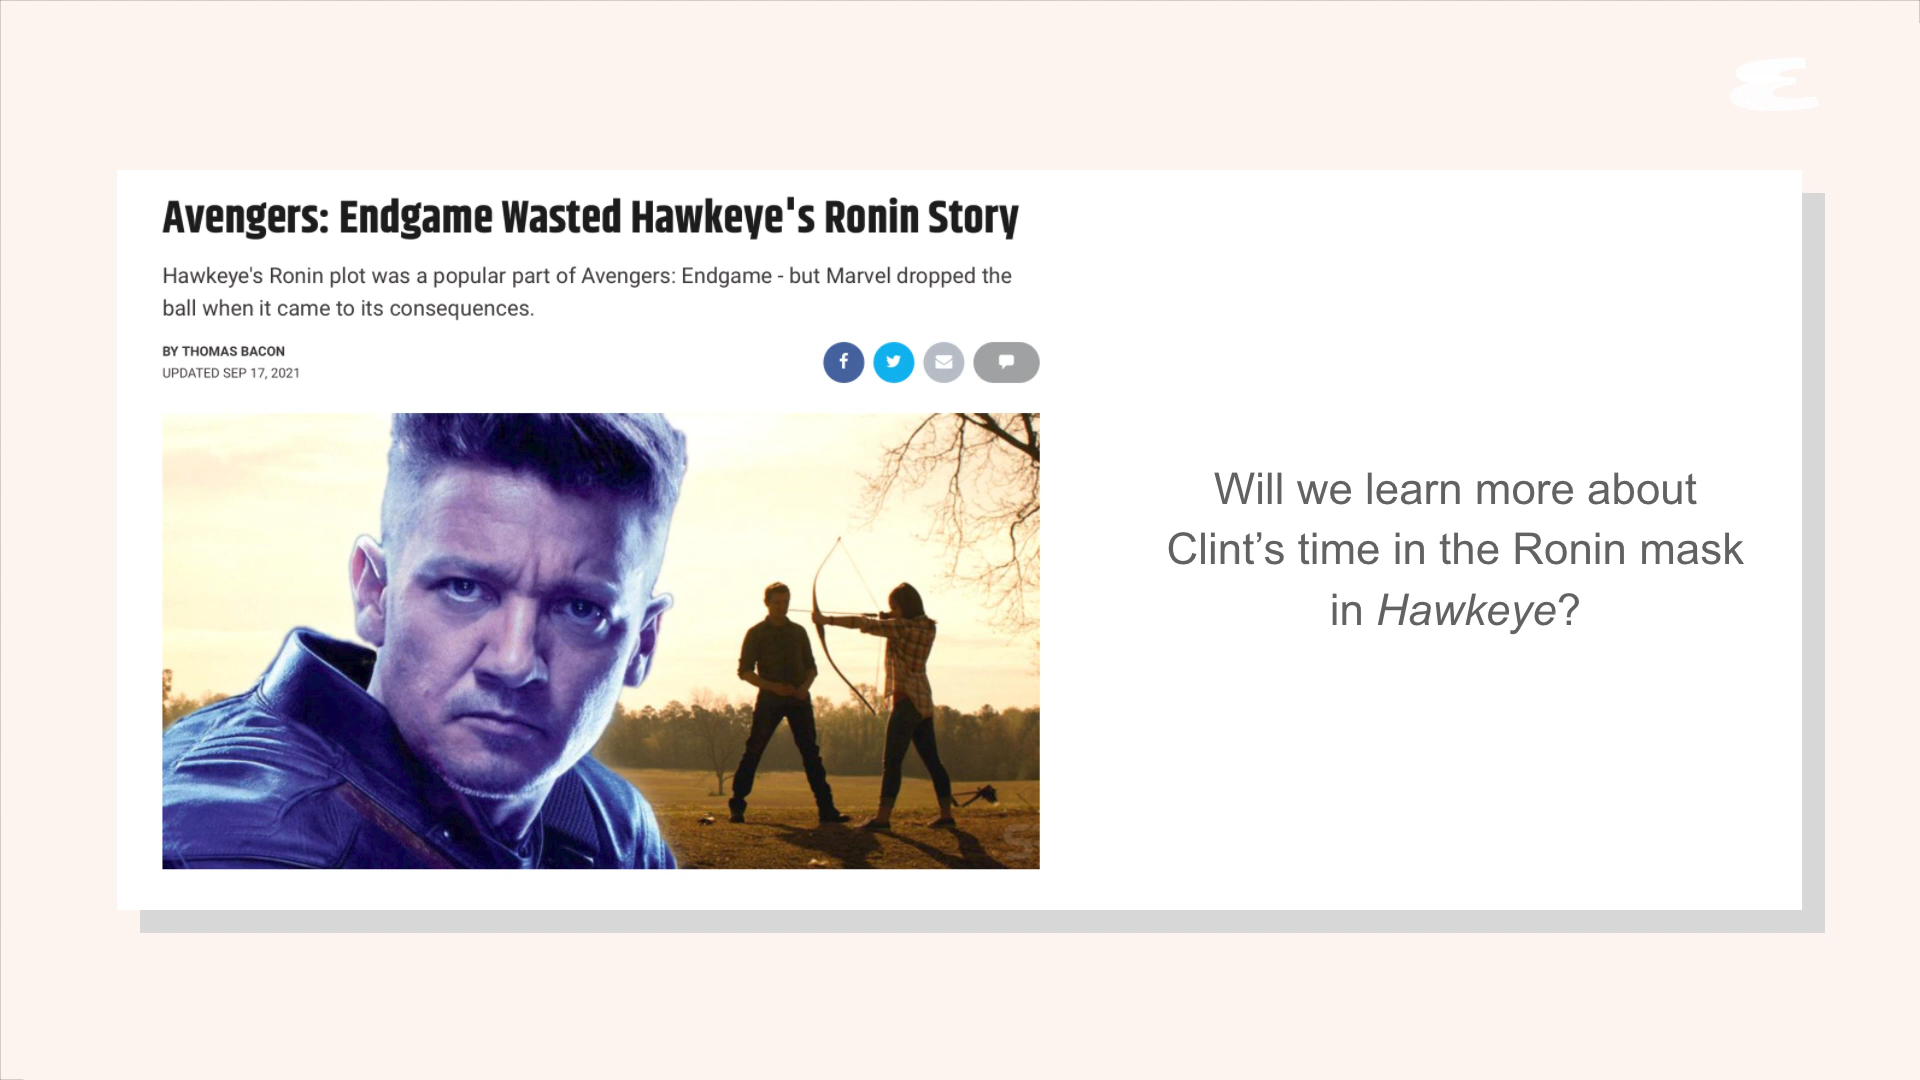 Avengers: Endgame Wasted Hawkeye's Ronin Story
Hawkeye's Ronin plot was a popular part of Avengers: Endgame - but Marvel dropped the
ball when it came to its consequences.
BY THOMAS BACON
UPDATED SEP 17, 2021
Will we learn more about
Clint’s time in the Ronin mask
in Hawkeye?